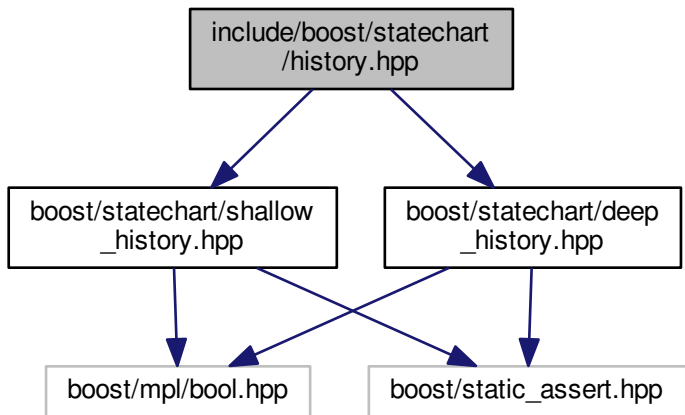 include/boost/statechart
/history.hpp
boost/statechart/shallow
_history.hpp
boost/statechart/deep
_history.hpp
boost/mpl/bool.hpp
boost/static_assert.hpp